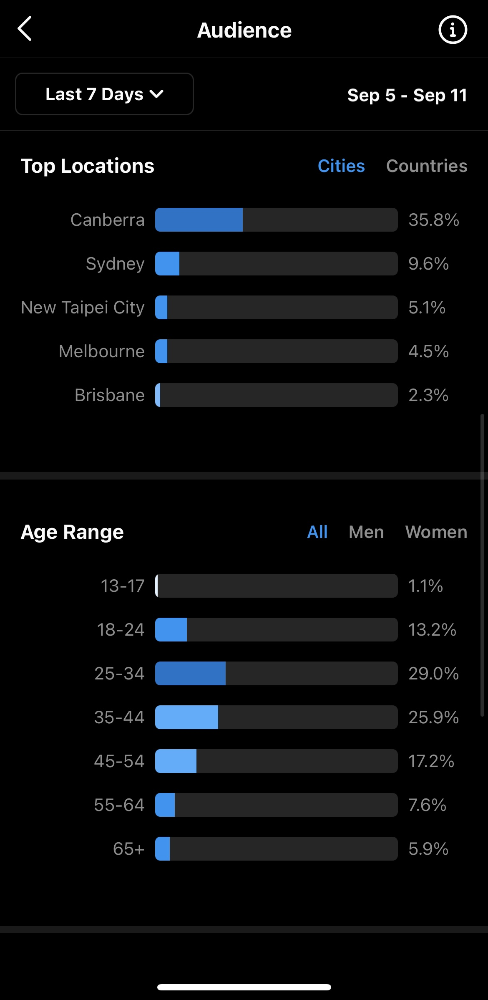 Audience
Last 7 Days
Sep 5 - Sep 11
Top Locations
Cities Countries
Canberra 35.8%
Sydney 9.6%
New Taipei City 5.1%
Melbourne 4.5%
Brisbane 2.3%
Age Range
All Men Women
13-17 1.1%
18-24 13.2%
25-34 29.0%
35-44 25.9%
45-54 17.2%
55-64 7.6%
65+ 5.9%